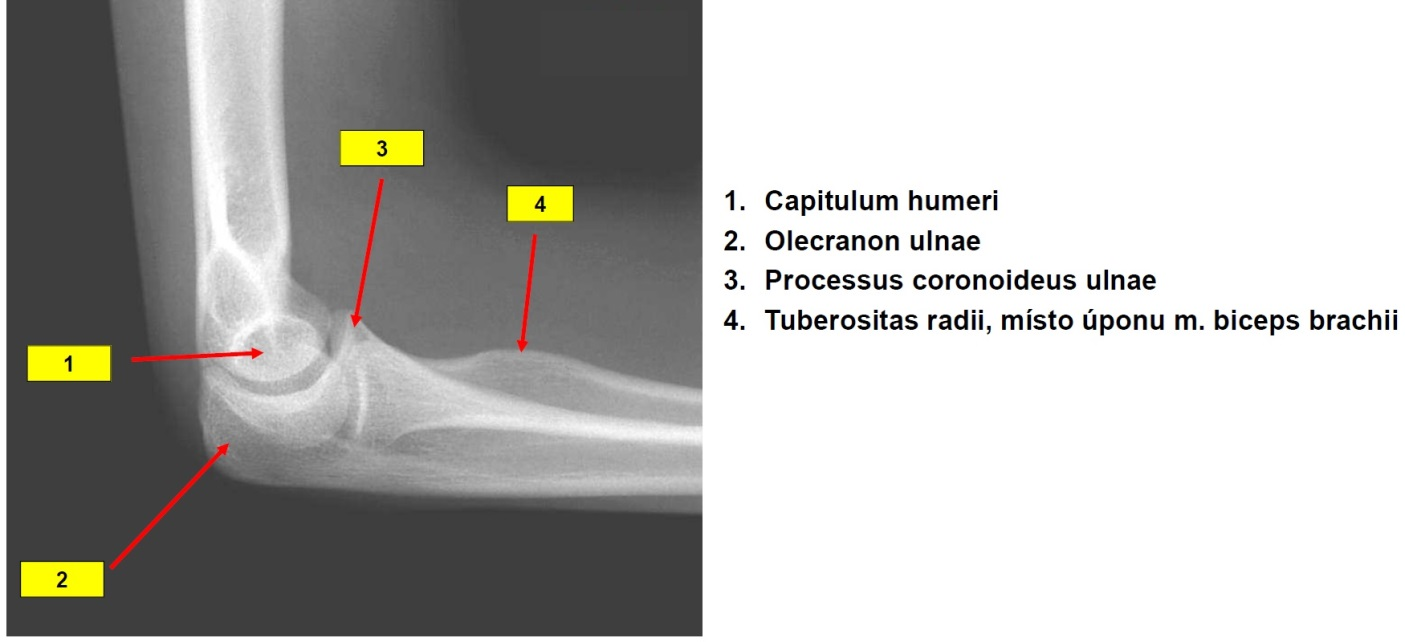 3
4
1
2
1. Capitulum humeri
2. Olecranon ulnae
3. Processus coronoideus ulnae
4. Tuberositas radii, místo úponu m. biceps brachii